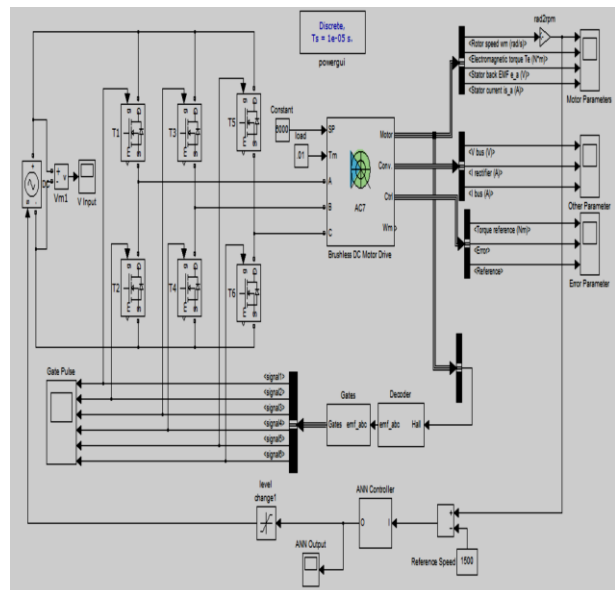 Discrete,
Ts = 1e-05 s.
powergui
rad2rpm
<Rotor speed wm (rad/s)>
<Electromagnetic torque Te (N*m)>
<Stator back EMF e_a (V)
<Stator current is_a (A)>
Motor Parameters
T1
T3
T5
Constant
6000
load
.01
SP
Tm
A
B
C
Motor
Conv.
Ctrl
Wm
AC7
Brushless DC Motor Drive
<V bus (V)>
<I rectifier (A)>
<I bus (A)>
Other Parameter
<Torque reference (Nm)>
<Error>
<Reference>
Error Parameter
DC
Vm1
V Input
T2
T4
T6
Gate Pulse
<signal1>
<signal2>
<signal3>
<signal4>
<signal5>
<signal6>
Gates
Gates emf_abc
Decoder
emf_abc Hall
level
change1
ANN Controller
O I
ANN Output
Reference Speed
1500